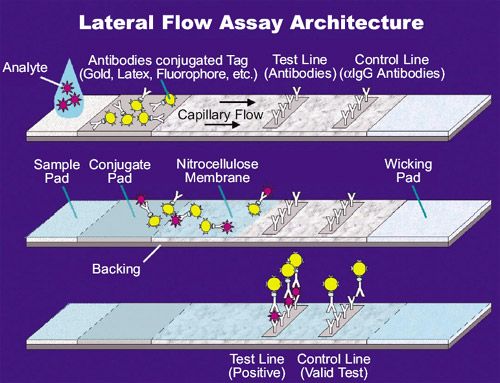 Lateral Flow Assay Architecture
Analyte
Antibodies conjugated Tag
(Gold, Latex, Fluorophore, etc.)
Test Line
(Antibodies)
Control Line
(αIgG Antibodies)
Capillary Flow
Sample
Pad
Conjugate
Pad
Nitrocellulose
Membrane
Wicking
Pad
Backing
Test Line
(Positive)
Control Line
(Valid Test)